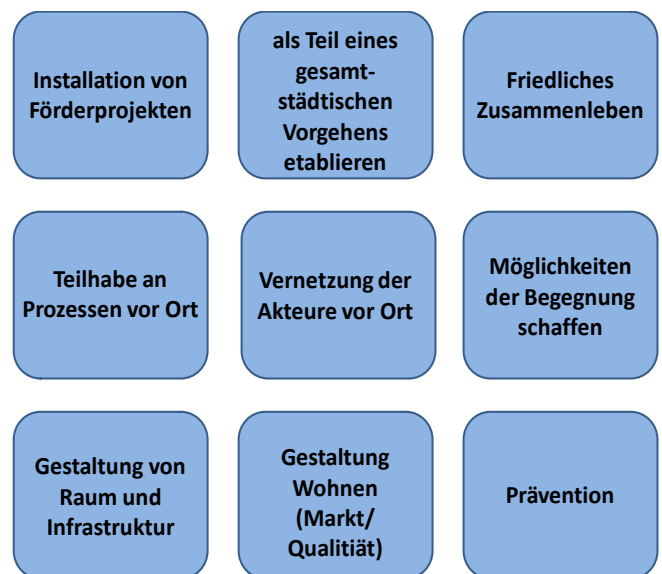 Installation von
Förderprojekten
als Teil eines
gesamt-
städtischen
Vorgehens
etablieren
Friedliches
Zusammenleben
Teilhabe an
Prozessen vor Ort
Vernetzung der
Akteure vor Ort
Möglichkeiten
der Begegnung
schaffen
Gestaltung von
Raum und
Infrastruktur
Gestaltung
Wohnen
(Markt/
Qualitiät)
Prävention